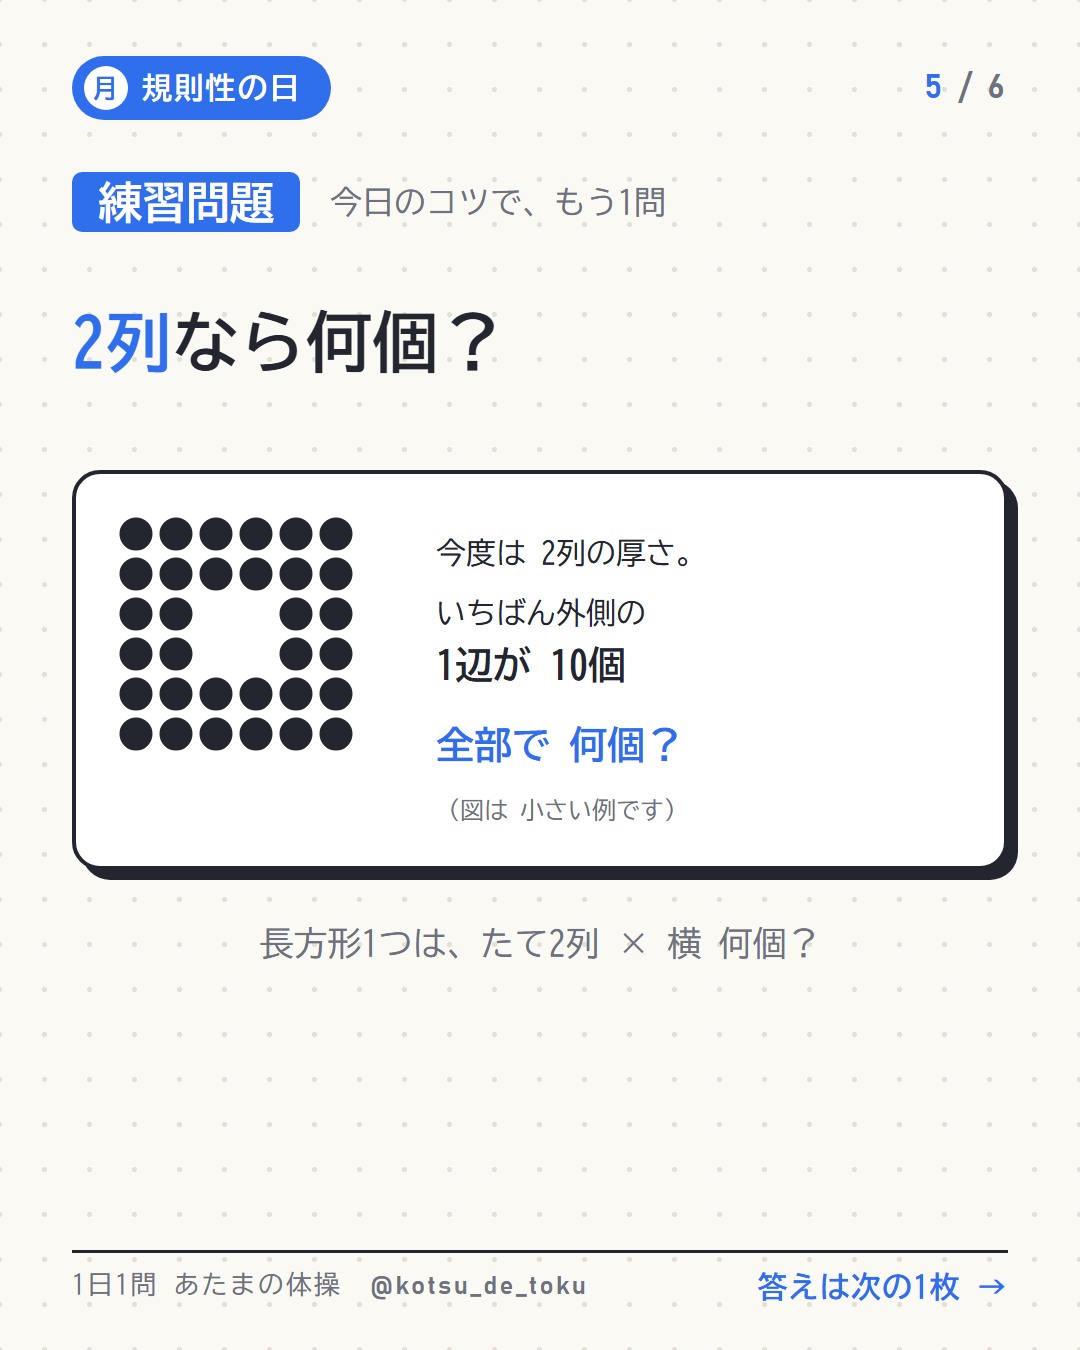 月 規則性の日
5 / 6
練習問題 今日のコツで、もう1問
2列なら何個？
今度は 2列の厚さ。
いちばん外側の
1辺が 10個
全部で 何個？
（図は 小さい例です）
長方形1つは、たて2列 × 横 何個？
1日1問 あたまの体操 @kotsu_de_toku
答えは次の1枚 →